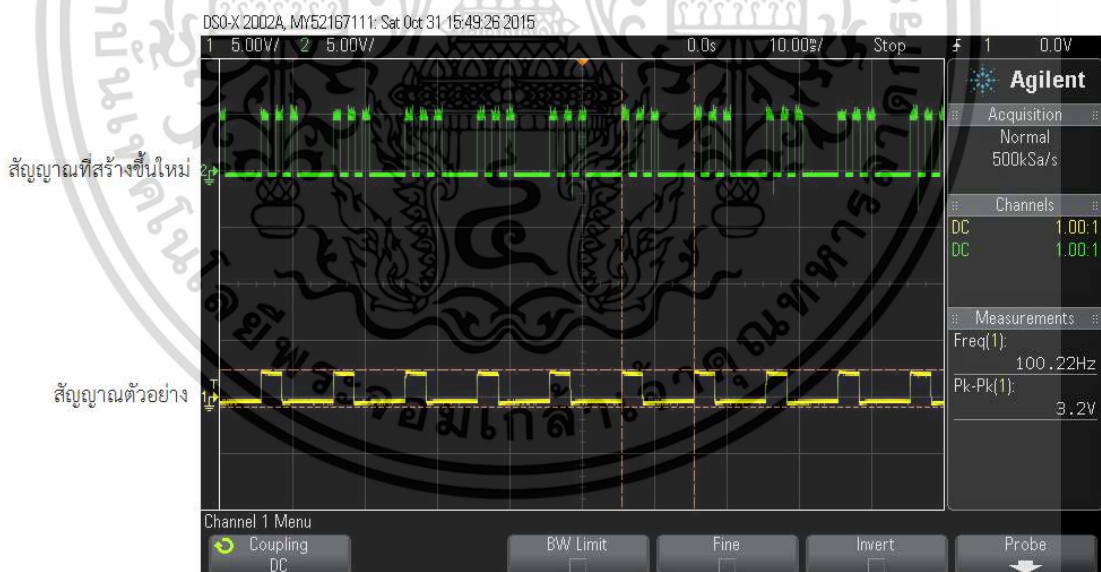 DSO-X 2002A, MY52167111: Sat Oct 31 15:49:26 2015
1 5.00V/ 2 5.00V/ 0.0s 10.00ms/ Stop 1 0.0V
Agilent
Acquisition
Normal
500kSa/s
Channels
DC 1.00:1
DC 1.00:1
Measurements
Freq(1):
100.22Hz
Pk-Pk(1):
3.2V
สัญญาณที่สร้างขึ้นใหม่
2
สัญญาณตัวอย่าง
1
T
Channel 1 Menu
Coupling
DC
BW Limit
Fine
Invert
Probe